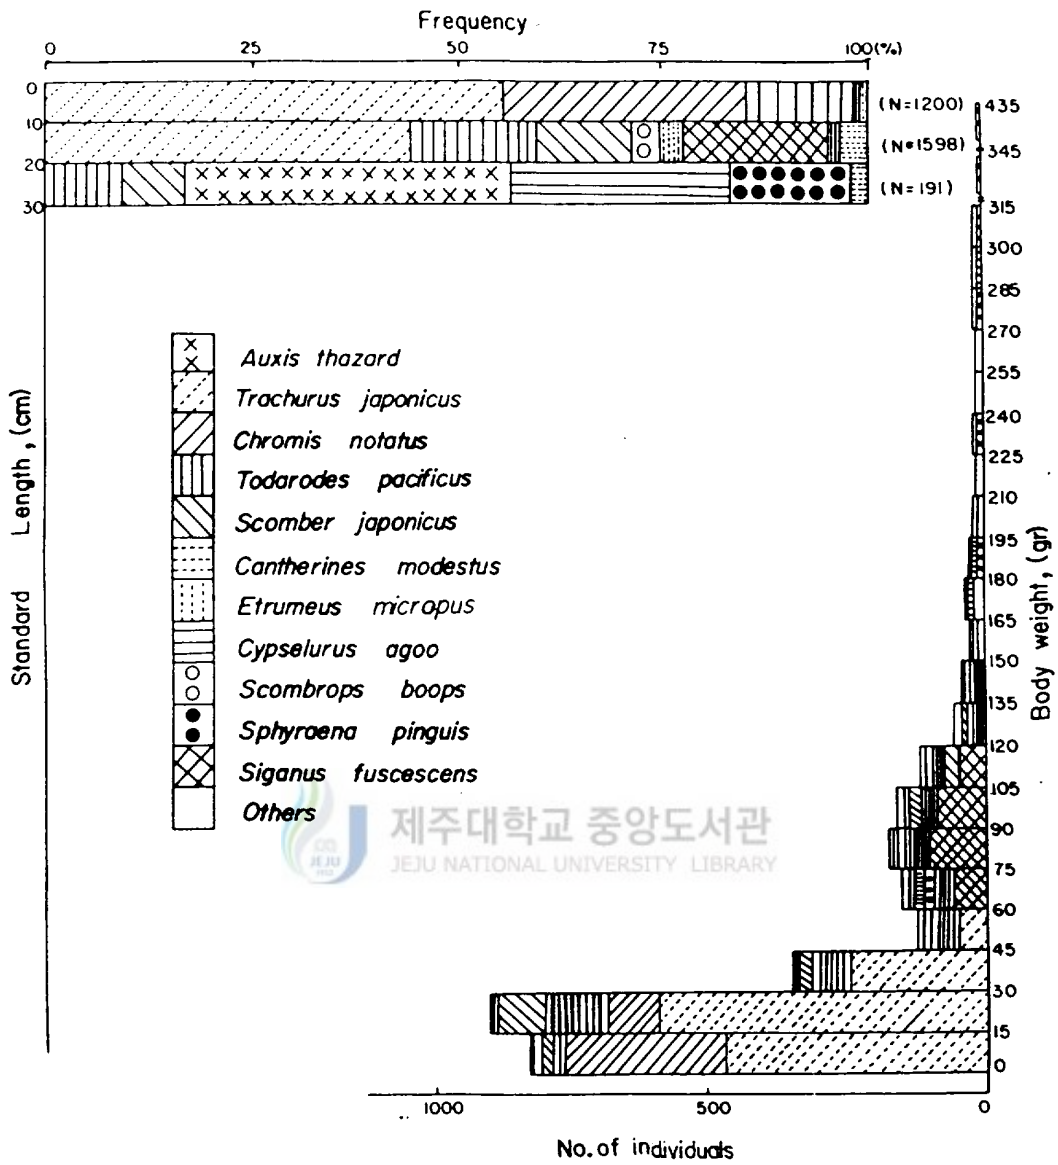 Frequency
0 25 50 75 100(%)
0
10
20
30
(N=1200)
(N=1598)
(N=191)
Standard Length, (cm)
Auxis thazard
Trachurus japonicus
Chromis notatus
Todarodes pacificus
Scomber japonicus
Cantherines modestus
Etrumeus micropus
Cypselurus agoo
Scombrops boops
Sphyraena pinguis
Siganus fuscescens
Others
JEJU
제주대학교 중앙도서관
JEJU NATIONAL UNIVERSITY LIBRARY
435
345
315
300
285
270
255
240
225
210
195
180
165
150
135
120
105
90
75
60
45
30
15
0
Body weight, (gr)
1000 500 0
No. of individuals